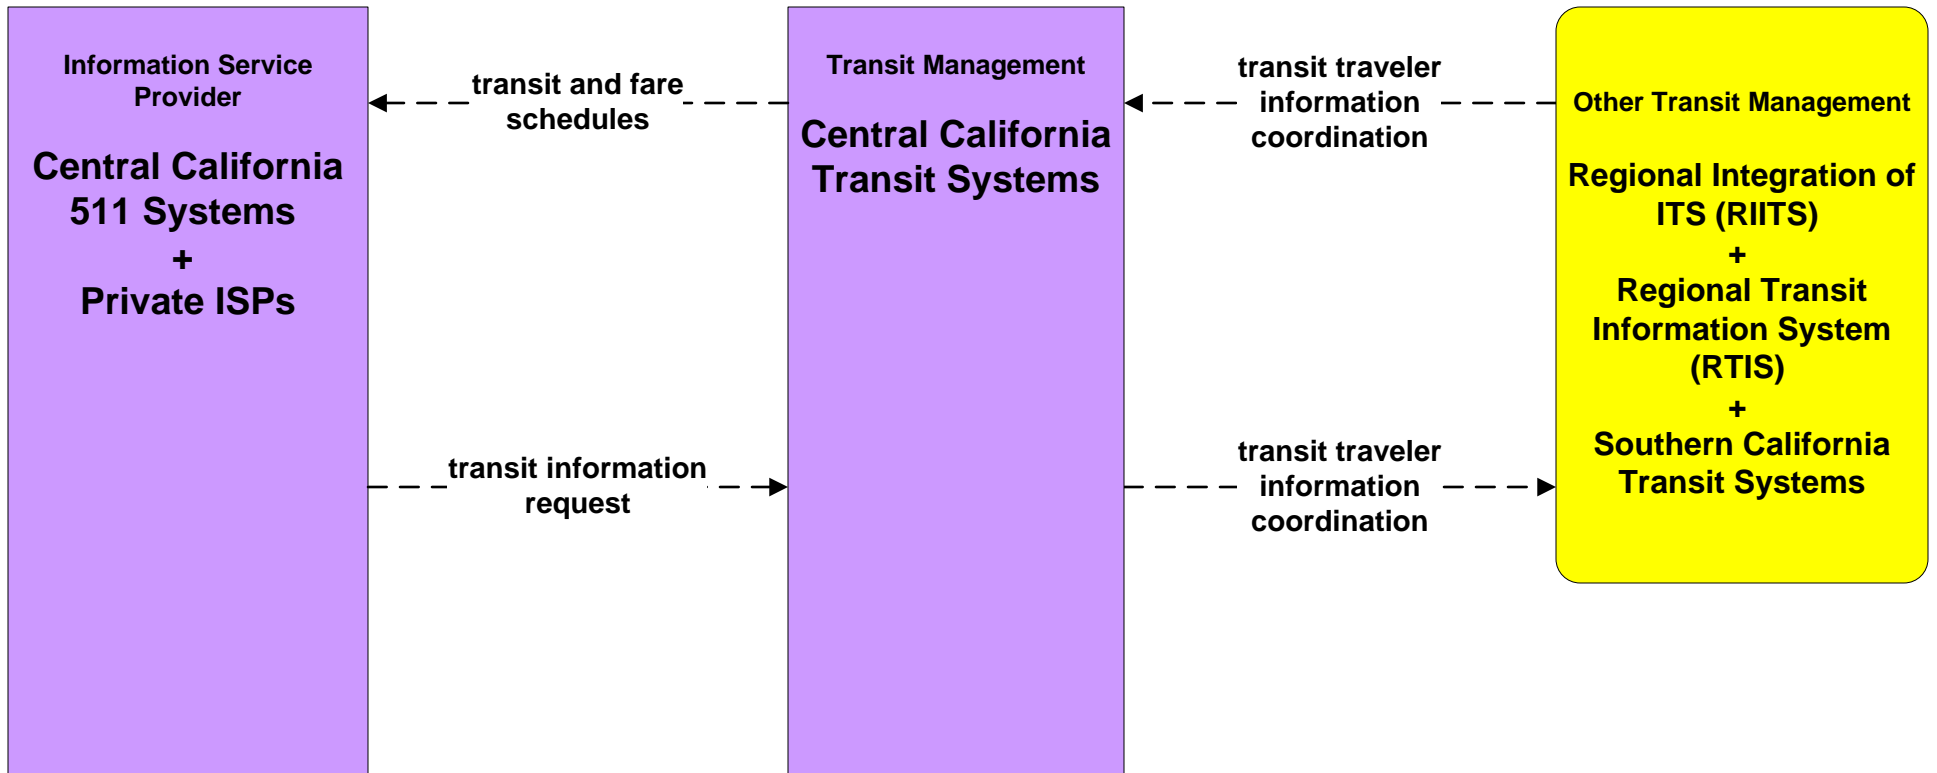 Information Service
Provider
Central California
511 Systems
+
Private ISPs
transit and fare
schedules
transit information
request
Transit Management
Central California
Transit Systems
transit traveler
information
coordination
transit traveler
information
coordination
Other Transit Management
Regional Integration of
ITS (RIITS)
+
Regional Transit
Information System
(RTIS)
+
Southern California
Transit Systems